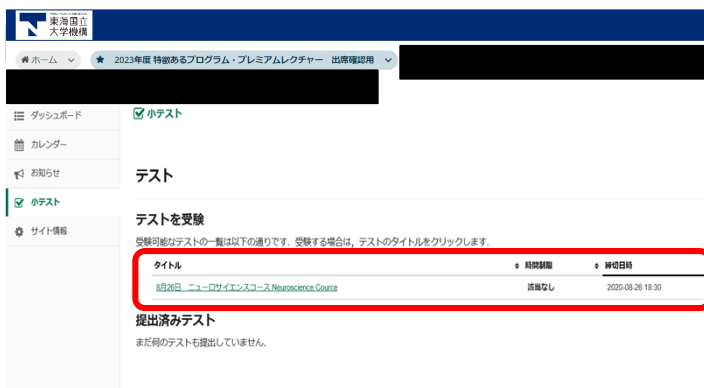 東海国立
大学機構
ホーム
★ 2023年度 特徴あるプログラム・プレミアムレクチャー 出席確認用
ダッシュボード
小テスト
カレンダー
お知らせ
テスト
小テスト
テストを受験
サイト情報
受験可能なテストの一覧は以下の通りです. 受験する場合は, テストのタイトルをクリックします.
タイトル 時間制限 締切日時
8月26日 ニューロサイエンスコース Neuroscience Cource 該当なし 2020-08-26 18:30
提出済みテスト
まだ何のテストも提出していません.